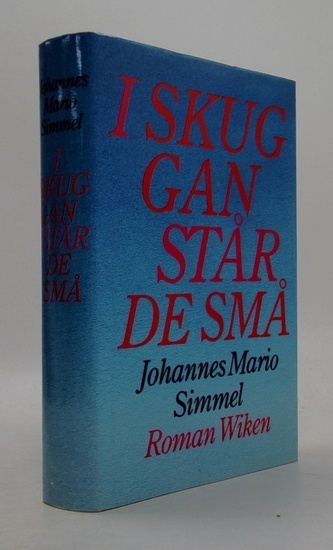 Johannes
Mario
Simmel
I
SKUG
GAN
STÅR
DE
SMÅ
I SKUG
GAN
STÅR
DE SMÅ
Johannes Mario
Simmel
Roman Wiken